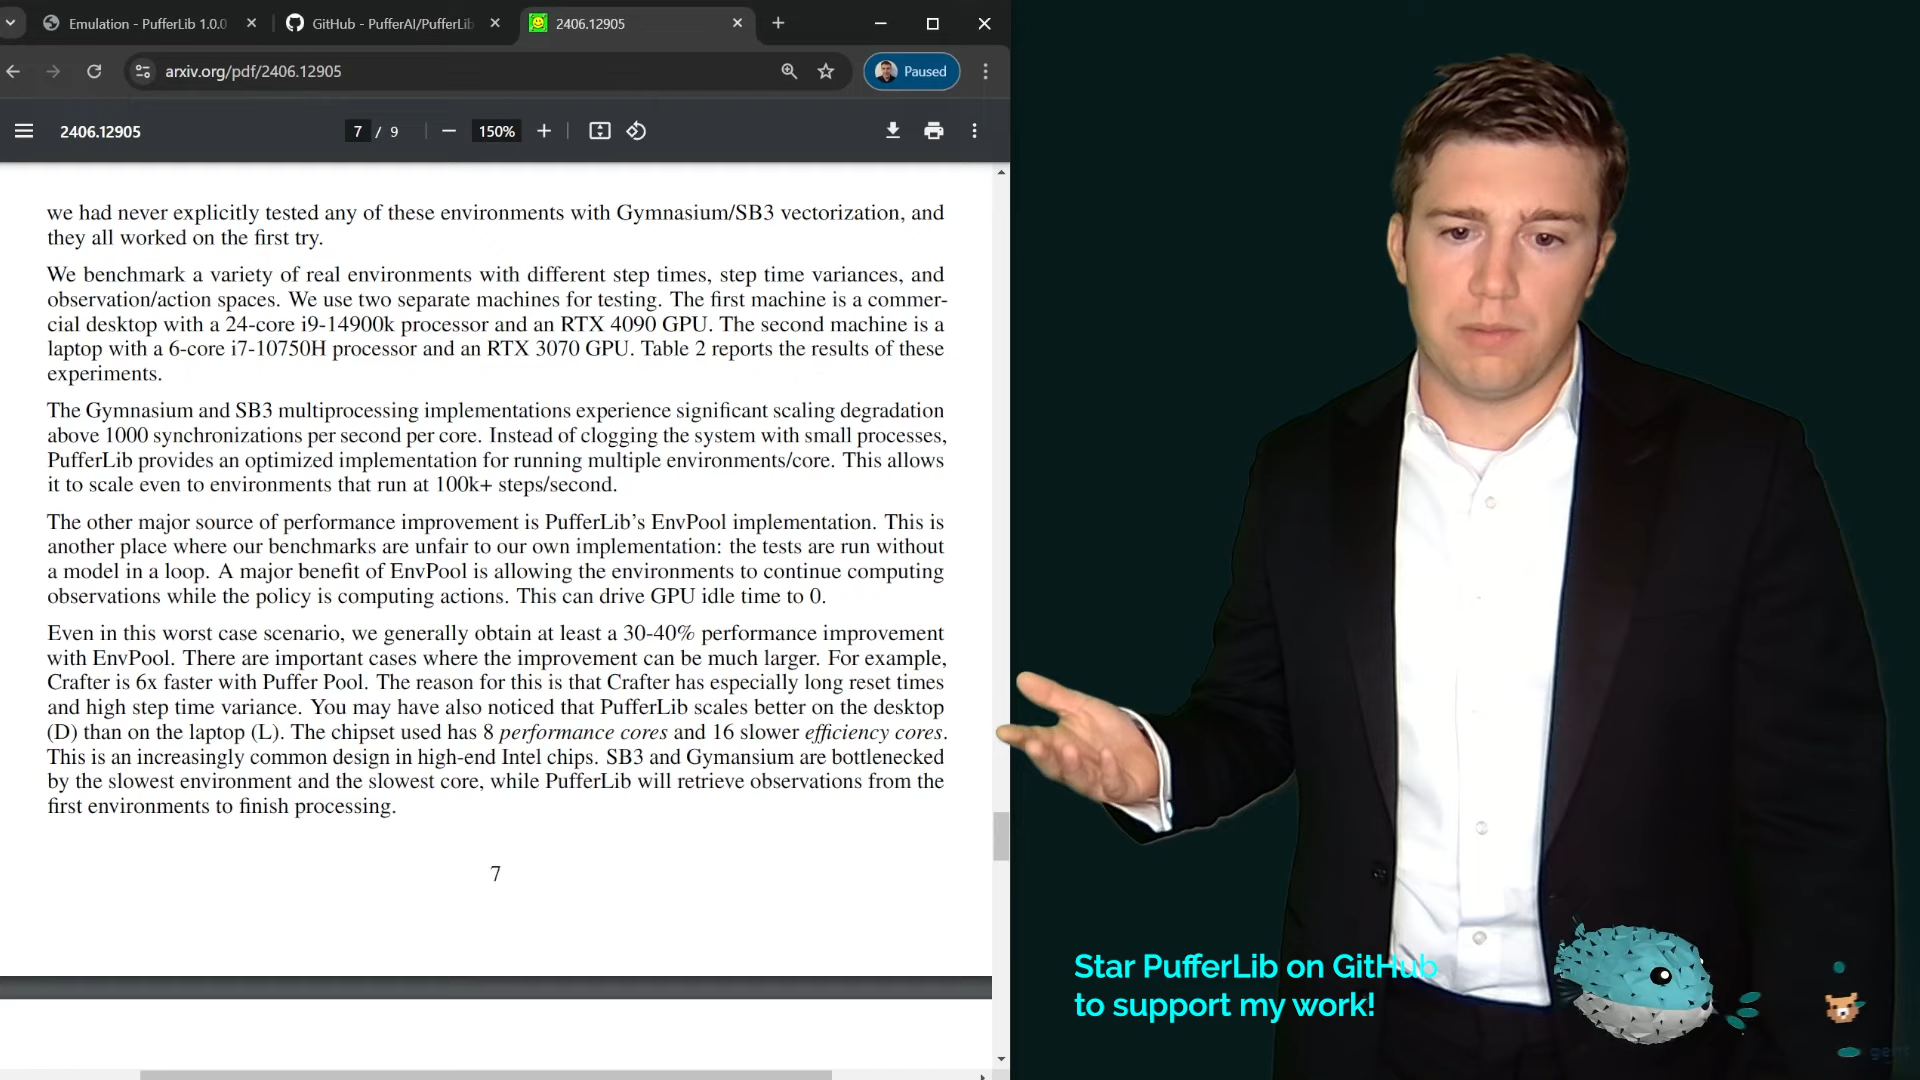 Emulation - PufferLib 1.0.0
GitHub - PufferAI/PufferLib
2406.12905
arxiv.org/pdf/2406.12905
Paused
2406.12905
7 / 9
150%
we had never explicitly tested any of these environments with Gymnasium/SB3 vectorization, and
they all worked on the first try.
We benchmark a variety of real environments with different step times, step time variances, and
observation/action spaces. We use two separate machines for testing. The first machine is a commer-
cial desktop with a 24-core i9-14900k processor and an RTX 4090 GPU. The second machine is a
laptop with a 6-core i7-10750H processor and an RTX 3070 GPU. Table 2 reports the results of these
experiments.
The Gymnasium and SB3 multiprocessing implementations experience significant scaling degradation
above 1000 synchronizations per second per core. Instead of clogging the system with small processes,
PufferLib provides an optimized implementation for running multiple environments/core. This allows
it to scale even to environments that run at 100k+ steps/second.
The other major source of performance improvement is PufferLib's EnvPool implementation. This is
another place where our benchmarks are unfair to our own implementation: the tests are run without
a model in a loop. A major benefit of EnvPool is allowing the environments to continue computing
observations while the policy is computing actions. This can drive GPU idle time to 0.
Even in this worst case scenario, we generally obtain at least a 30-40% performance improvement
with EnvPool. There are important cases where the improvement can be much larger. For example,
Crafter is 6x faster with Puffer Pool. The reason for this is that Crafter has especially long reset times
and high step time variance. You may have also noticed that PufferLib scales better on the desktop
(D) than on the laptop (L). The chipset used has 8 performance cores and 16 slower efficiency cores.
This is an increasingly common design in high-end Intel chips. SB3 and Gymansium are bottlenecked
by the slowest environment and the slowest core, while PufferLib will retrieve observations from the
first environments to finish processing.
7
Star PufferLib on GitHub
to support my work!